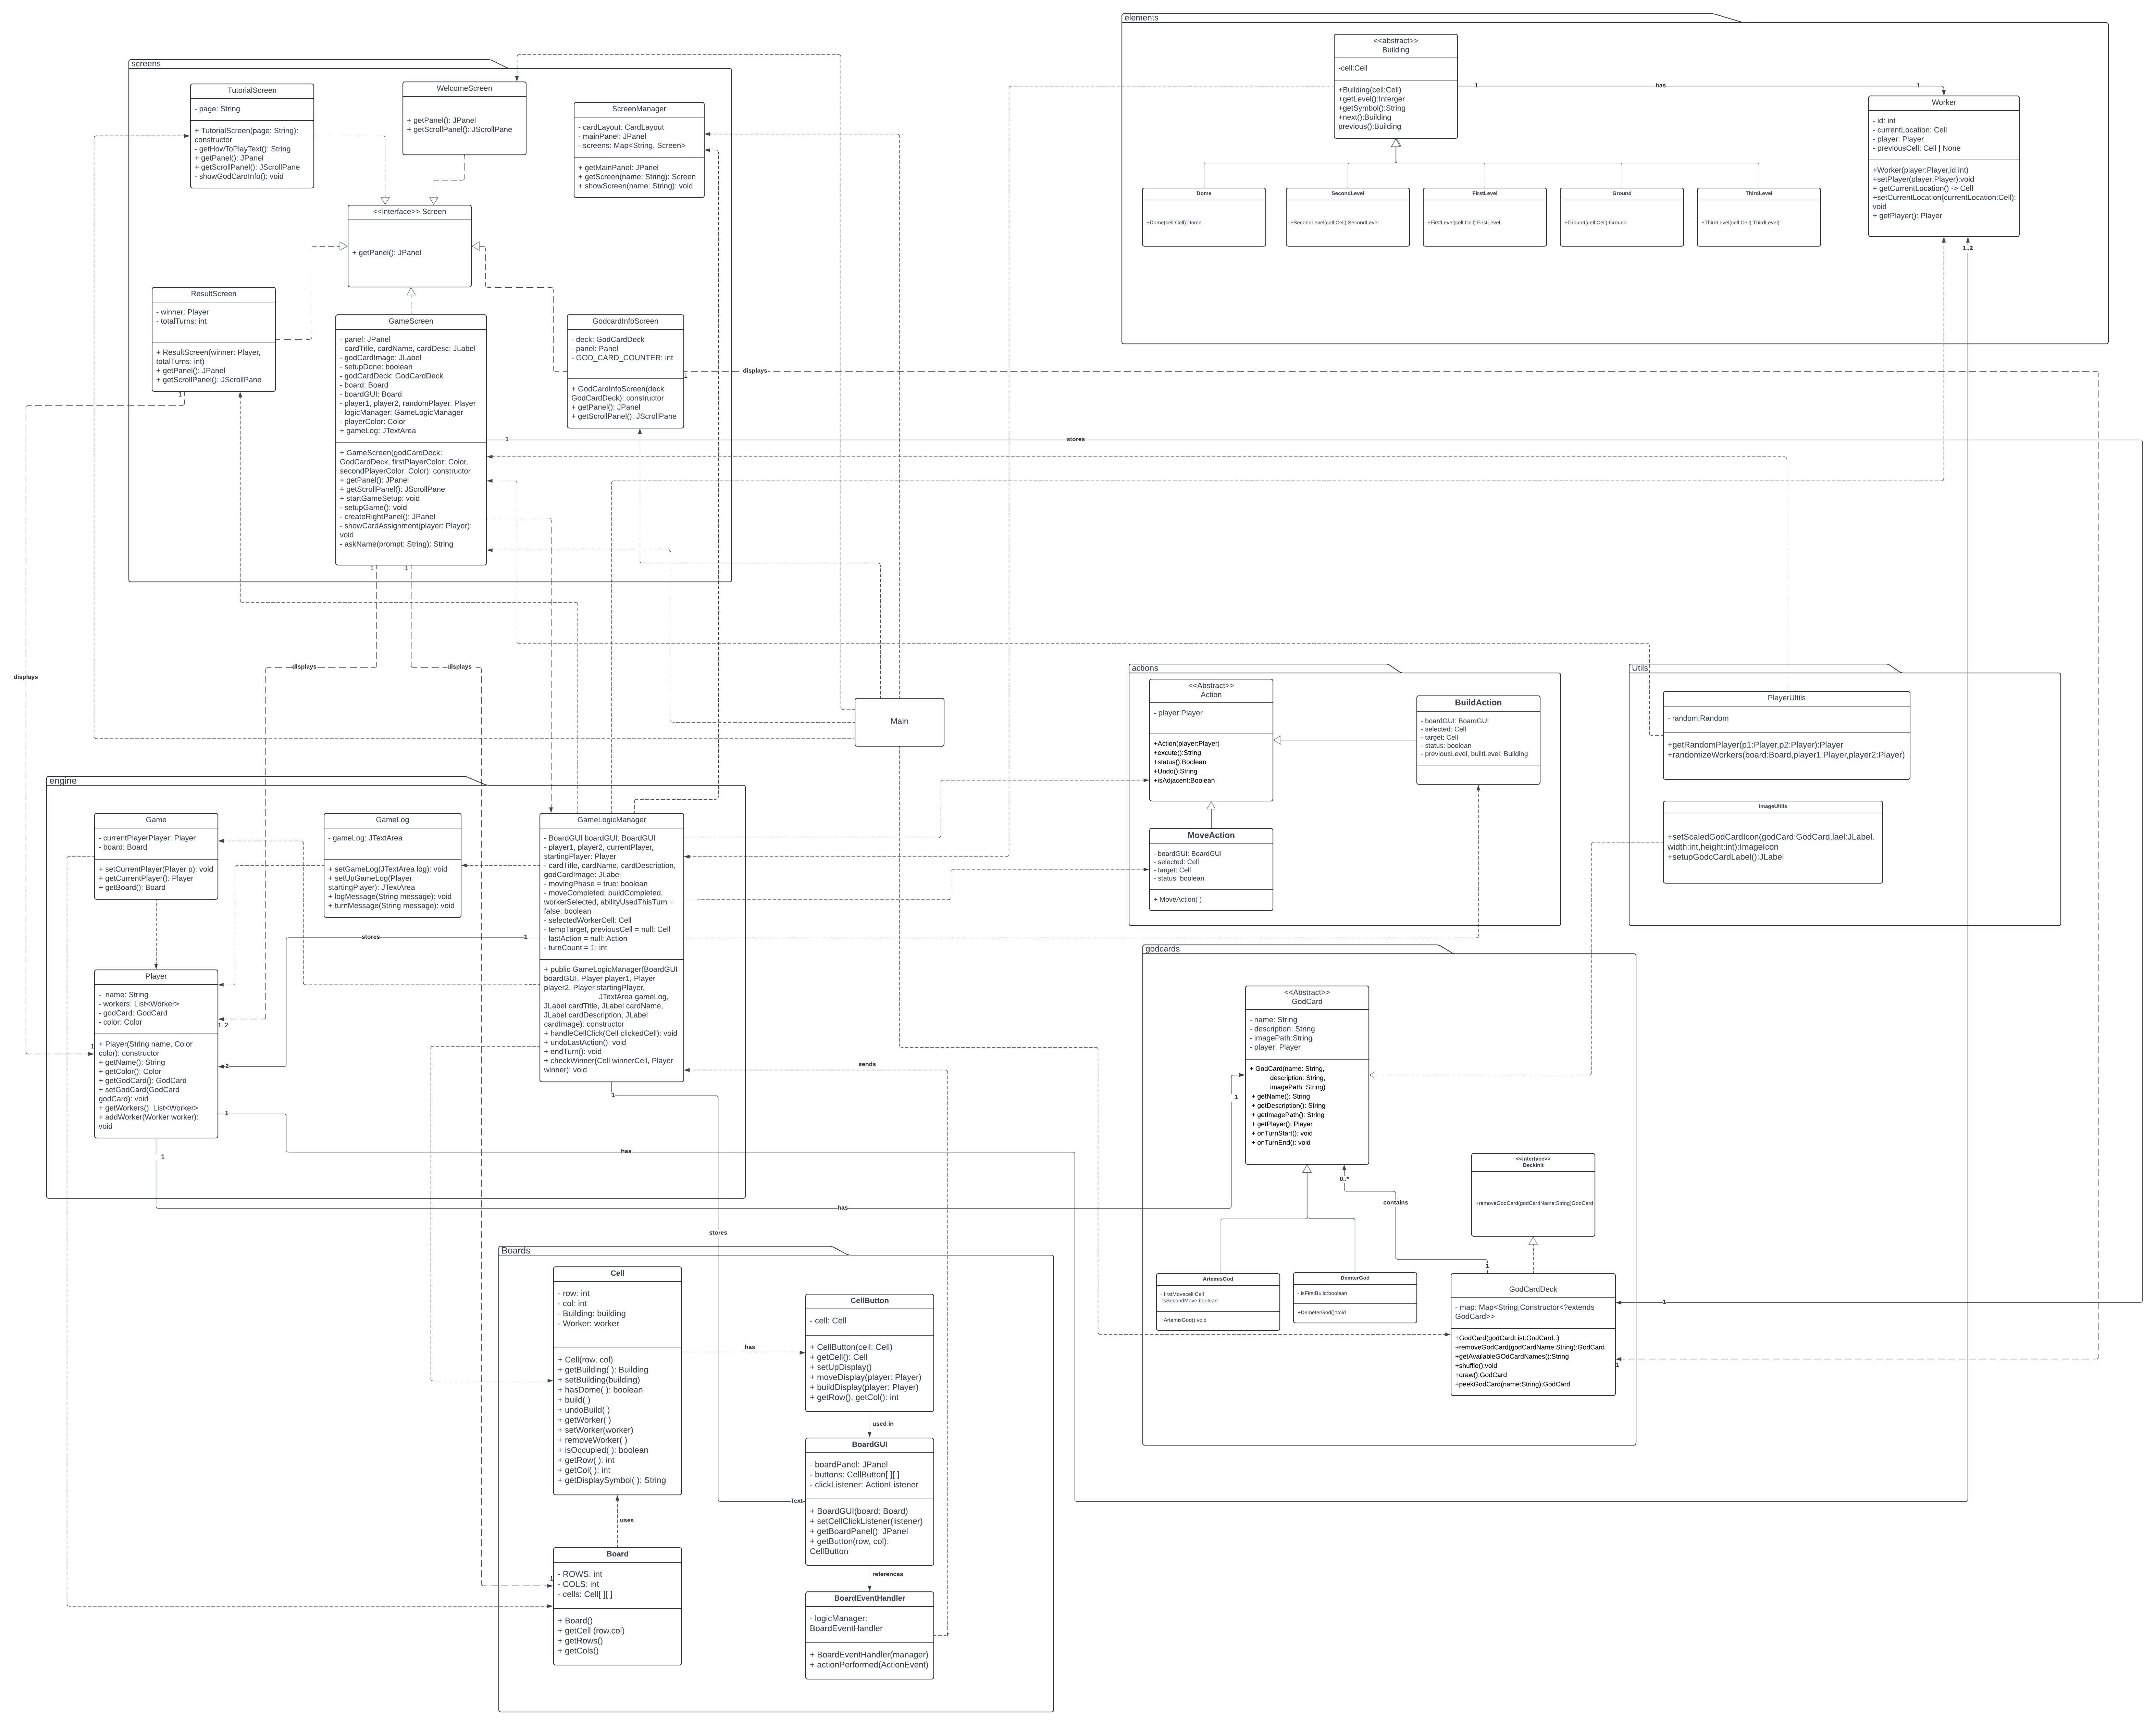 elements
<<abstract>>
Building
-cell:Cell
+Building(cell:Cell)
+getLevel():Interger
+getSymbol():String
+next():Building
previous():Building
1
has
1
Worker
- id: int
- currentLocation: Cell
- player: Player
- previousCell: Cell | None
+Worker(player:Player,id:int)
+setPlayer(player:Player):void
+ getCurrentLocation() -> Cell
+setCurrentLocation(currentLocation:Cell):
void
+ getPlayer(): Player
1..2
Dome
+Dome(cell:Cell):Dome
SecondLevel
+SecondLevel(cell:Cell):SecondLevel
FirstLevel
+FirstLevel(cell:Cell):FirstLevel
Ground
+Ground(cell:Cell):Ground
ThirdLevel
+ThirdLevel(cell:Cell):ThirdLevel)
screens
TutorialScreen
- page: String
+ TutorialScreen(page: String):
constructor
- getHowToPlayText(): String
+ getPanel(): JPanel
+ getScrollPanel(): JScrollPane
- showGodCardInfo(): void
WelcomeScreen
+ getPanel(): JPanel
+ getScrollPanel(): JScrollPane
ScreenManager
- cardLayout: CardLayout
- mainPanel: JPanel
- screens: Map<String, Screen>
+ getMainPanel: JPanel
+ getScreen(name: String): Screen
+ showScreen(name: String): void
<<interface>> Screen
+ getPanel(): JPanel
ResultScreen
- winner: Player
- totalTurns: int
+ ResultScreen(winner: Player,
totalTurns: int)
+ getPanel(): JPanel
+ getScrollPanel(): JScrollPane
1
GameScreen
- panel: JPanel
- cardTitle, cardName, cardDesc: JLabel
- godCardImage: JLabel
- setupDone: boolean
- godCardDeck: GodCardDeck
- board: Board
- boardGUI: Board
- player1, player2, randomPlayer: Player
- logicManager: GameLogicManager
- playerColor: Color
+ gameLog: JTextArea
+ GameScreen(godCardDeck:
GodCardDeck, firstPlayerColor: Color,
secondPlayerColor: Color): constructor
+ getPanel(): JPanel
+ getScrollPanel(): JScrollPane
+ startGameSetup: void
- setupGame(): void
- createRightPanel(): JPanel
- showCardAssignment(player: Player):
void
- askName(prompt: String): String
1
1
GodcardInfoScreen
- deck: GodCardDeck
- panel: Panel
- GOD_CARD_COUNTER: int
+ GodCardInfoScreen(deck
GodCardDeck): constructor
+ getPanel(): JPanel
+ getScrollPanel(): JScrollPane
1
displays
1
stores
displays
displays
displays
Main
actions
<<Abstract>>
Action
- player:Player
+Action(player:Player)
+excute():String
+status():Boolean
+Undo():String
+isAdjacent:Boolean
BuildAction
- boardGUI: BoardGUI
- selected: Cell
- target: Cell
- status: boolean
- previousLevel, builtLevel: Building
MoveAction
- boardGUI: BoardGUI
- selected: Cell
- target: Cell
- status: boolean
+ MoveAction( )
Utils
PlayerUltils
- random:Random
+getRandomPlayer(p1:Player,p2:Player):Player
+randomizeWorkers(board:Board,player1:Player,player2:Player)
ImageUltils
+setScaledGodCardIcon(godCard:GodCard,lael:JLabel.
width:int,height:int):ImageIcon
+setupGodcCardLabel():JLabel
engine
Game
- currentPlayerPlayer: Player
- board: Board
+ setCurrentPlayer(Player p): void
+ getCurrentPlayer(): Player
+ getBoard(): Board
GameLog
- gameLog: JTextArea
+ setGameLog(JTextArea log): void
+ setUpGameLog(Player
startingPlayer): JTextArea
+ logMessage(String message): void
+ turnMessage(String message): void
GameLogicManager
- BoardGUI boardGUI: BoardGUI
- player1, player2, currentPlayer,
startingPlayer: Player
- cardTitle, cardName, cardDescription,
godCardImage: JLabel
- movingPhase = true: boolean
- moveCompleted, buildCompleted,
workerSelected, abilityUsedThisTurn =
false: boolean
- selectedWorkerCell: Cell
- tempTarget, previousCell = null: Cell
- lastAction = null: Action
- turnCount = 1: int
+ public GameLogicManager(BoardGUI
boardGUI, Player player1, Player
player2, Player startingPlayer,
JTextArea gameLog,
JLabel cardTitle, JLabel cardName,
JLabel cardDescription, JLabel
cardImage): constructor
+ handleCellClick(Cell clickedCell): void
+ undoLastAction(): void
+ endTurn(): void
+ checkWinner(Cell winnerCell, Player
winner): void
stores
1
Player
- name: String
- workers: List<Worker>
- godCard: GodCard
- color: Color
+ Player(String name, Color
color): constructor
+ getName(): String
+ getColor(): Color
+ getGodCard(): GodCard
+ setGodCard(GodCard
godCard): void
+ getWorkers(): List<Worker>
+ addWorker(Worker worker):
void
1..2
1
2
1
1
has
has
1
stores
sends
godcards
<<Abstract>>
GodCard
- name: String
- description: String
- imagePath:String
- player: Player
+ GodCard(name: String,
description: String,
imagePath: String)
+ getName(): String
+ getDescription(): String
+ getImagePath(): String
+ getPlayer(): Player
+ onTurnStart(): void
+ onTurnEnd(): void
1
0..*
contains
1
<<interface>>
DeckInit
+removeGodCard(godCardName:String)GodCard
ArtemisGod
- firstMovecell:Cell
-isSecondMove:boolean
+ArtemisGod():void
DemterGod
- isFirstBuild:boolean
+DemeterGod():void
GodCardDeck
- map: Map<String,Constructor<?extends
GodCard>>
+GodCard(godCardList:GodCard..)
+removeGodCard(godCardName:String):GodCard
+getAvailableGOdCardNames():String
+shuffle():void
+draw():GodCard
+peekGodCard(name:String):GodCard
1
1
Boards
Cell
- row: int
- col: int
- Building: building
- Worker: worker
+ Cell(row, col)
+ getBuilding( ): Building
+ setBuilding(building)
+ hasDome( ): boolean
+ build( )
+ undoBuild( )
+ getWorker( )
+ setWorker(worker)
+ removeWorker( )
+ isOccupied( ): boolean
+ getRow( ): int
+ getCol( ): int
+ getDisplaySymbol( ): String
has
CellButton
- cell: Cell
+ CellButton(cell: Cell)
+ getCell(): Cell
+ setUpDisplay()
+ moveDisplay(player: Player)
+ buildDisplay(player: Player)
+ getRow(), getCol(): int
used in
BoardGUI
- boardPanel: JPanel
- buttons: CellButton[ ][ ]
- clickListener: ActionListener
+ BoardGUI(board: Board)
+ setCellClickListener(listener)
+ getBoardPanel(): JPanel
+ getButton(row, col):
CellButton
Text
references
BoardEventHandler
- logicManager:
BoardEventHandler
+ BoardEventHandler(manager)
+ actionPerformed(ActionEvent)
uses
Board
- ROWS: int
- COLS: int
- cells: Cell[ ][ ]
+ Board()
+ getCell (row,col)
+ getRows()
+ getCols()
1